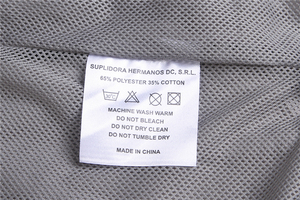 SUPLIDORA HERMANOS DC, S.R.L.
65% POLYESTER 35% COTTON
MACHINE WASH WARM
DO NOT BLEACH
DO NOT DRY CLEAN
DO NOT TUMBLE DRY
MADE IN CHINA